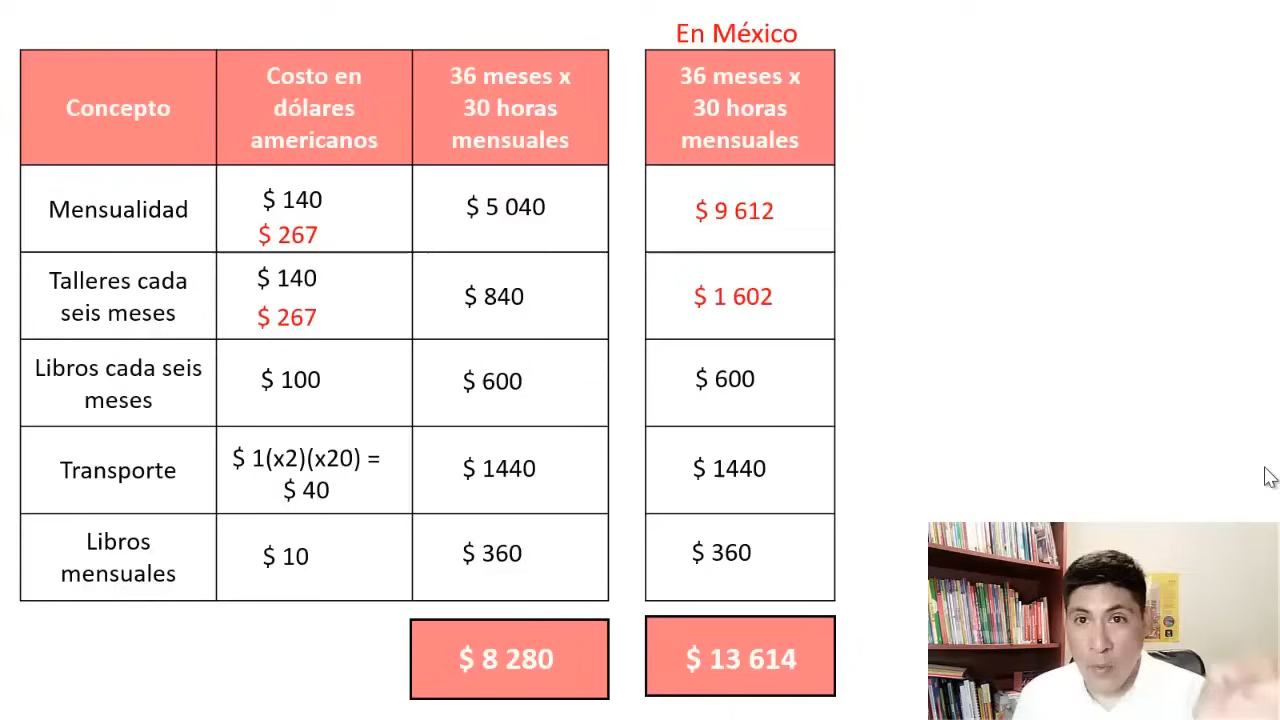 En México
Concepto
Costo en
dólares
americanos
36 meses x
30 horas
mensuales
36 meses x
30 horas
mensuales
Mensualidad
$ 140
$ 267
$ 5 040
$ 9 612
Talleres cada
seis meses
$ 140
$ 267
$ 840
$ 1 602
Libros cada seis
meses
$ 100
$ 600
$ 600
Transporte
$ 1(x2)(x20) =
$ 40
$ 1440
$ 1440
Libros
mensuales
$ 10
$ 360
$ 360
$ 8 280
$ 13 614